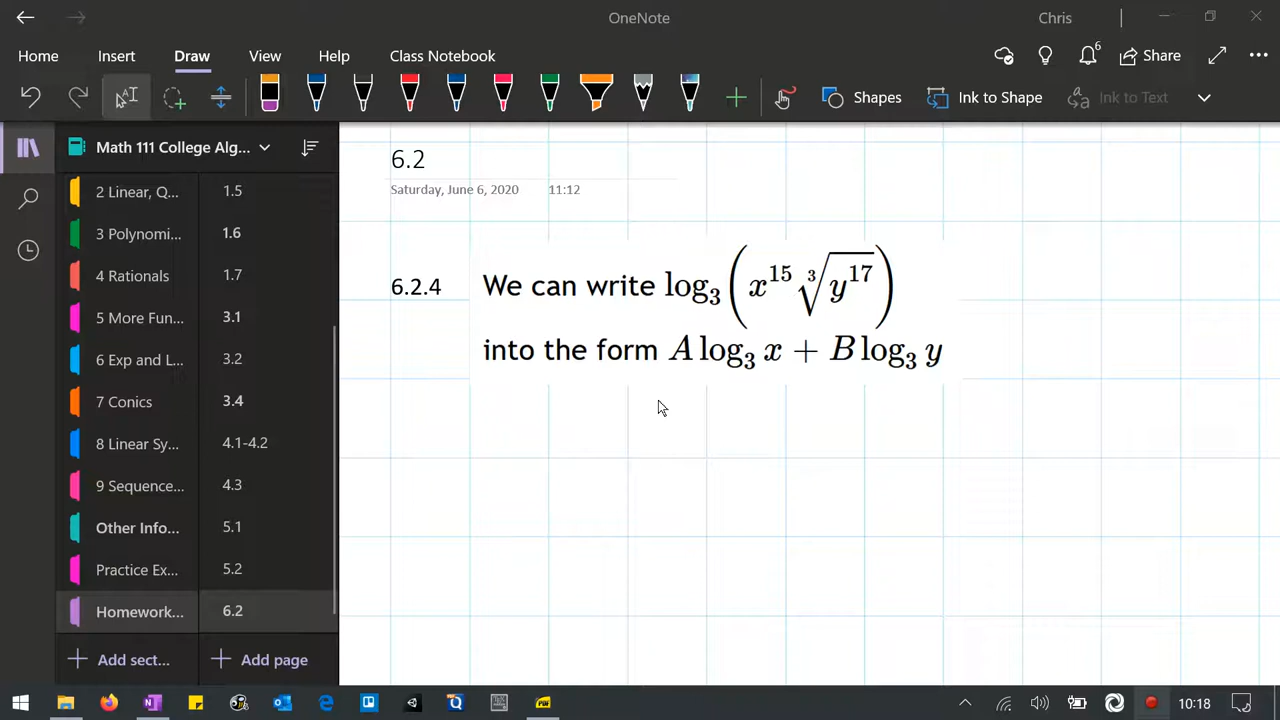 OneNote
Chris
Home Insert Draw View Help Class Notebook
6
Share
Shapes
Ink to Shape
Ink to Text
Math 111 College Alg...
2 Linear, Q...
3 Polynomi...
4 Rationals
5 More Fun...
6 Exp and L...
7 Conics
8 Linear Sy...
9 Sequence...
Other Info...
Practice Ex...
Homework...
Add sect...
1.5
1.6
1.7
3.1
3.2
3.4
4.1-4.2
4.3
5.1
5.2
6.2
Add page
6.2
Saturday, June 6, 2020 11:12
6.2.4 We can write log₃(x¹⁵ ∛(y¹⁷))
into the form A log₃ x + B log₃ y
10:18